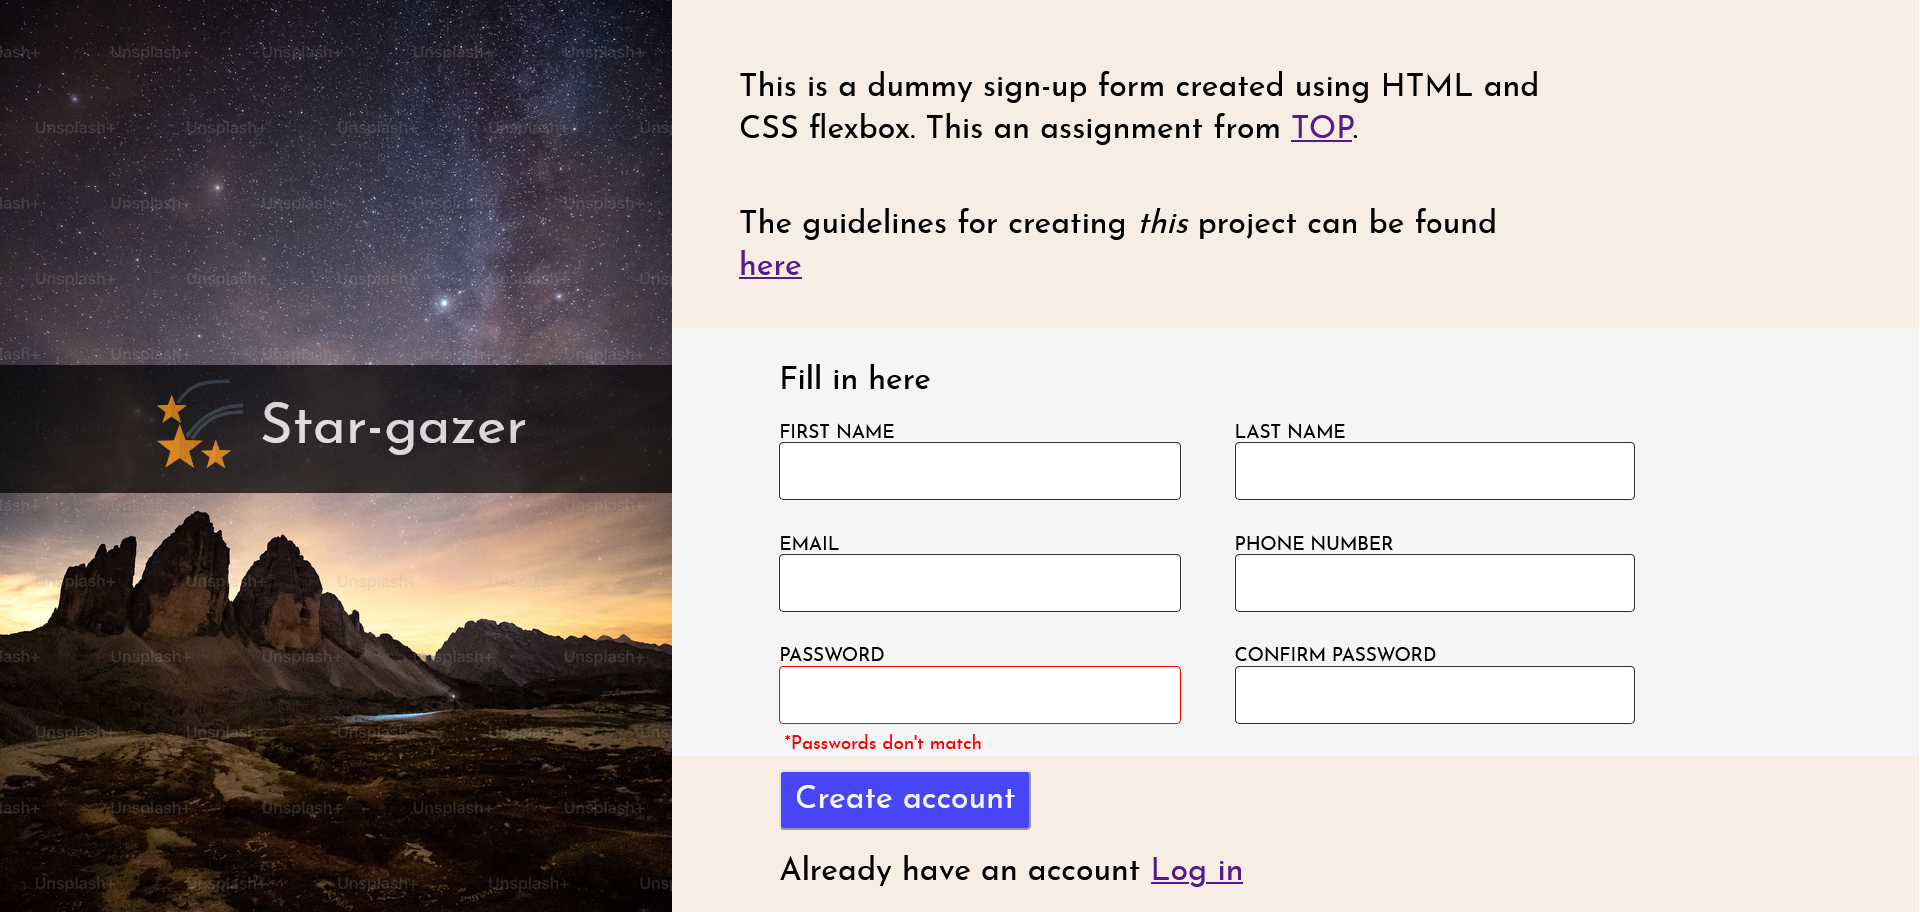 This is a dummy sign-up form created using HTML and
CSS flexbox. This an assignment from TOP.
The guidelines for creating this project can be found
here
Star-gazer
Fill in here
FIRST NAME
LAST NAME
EMAIL
PHONE NUMBER
PASSWORD
CONFIRM PASSWORD
*Passwords don't match
Create account
Already have an account Log in
Unsplash+